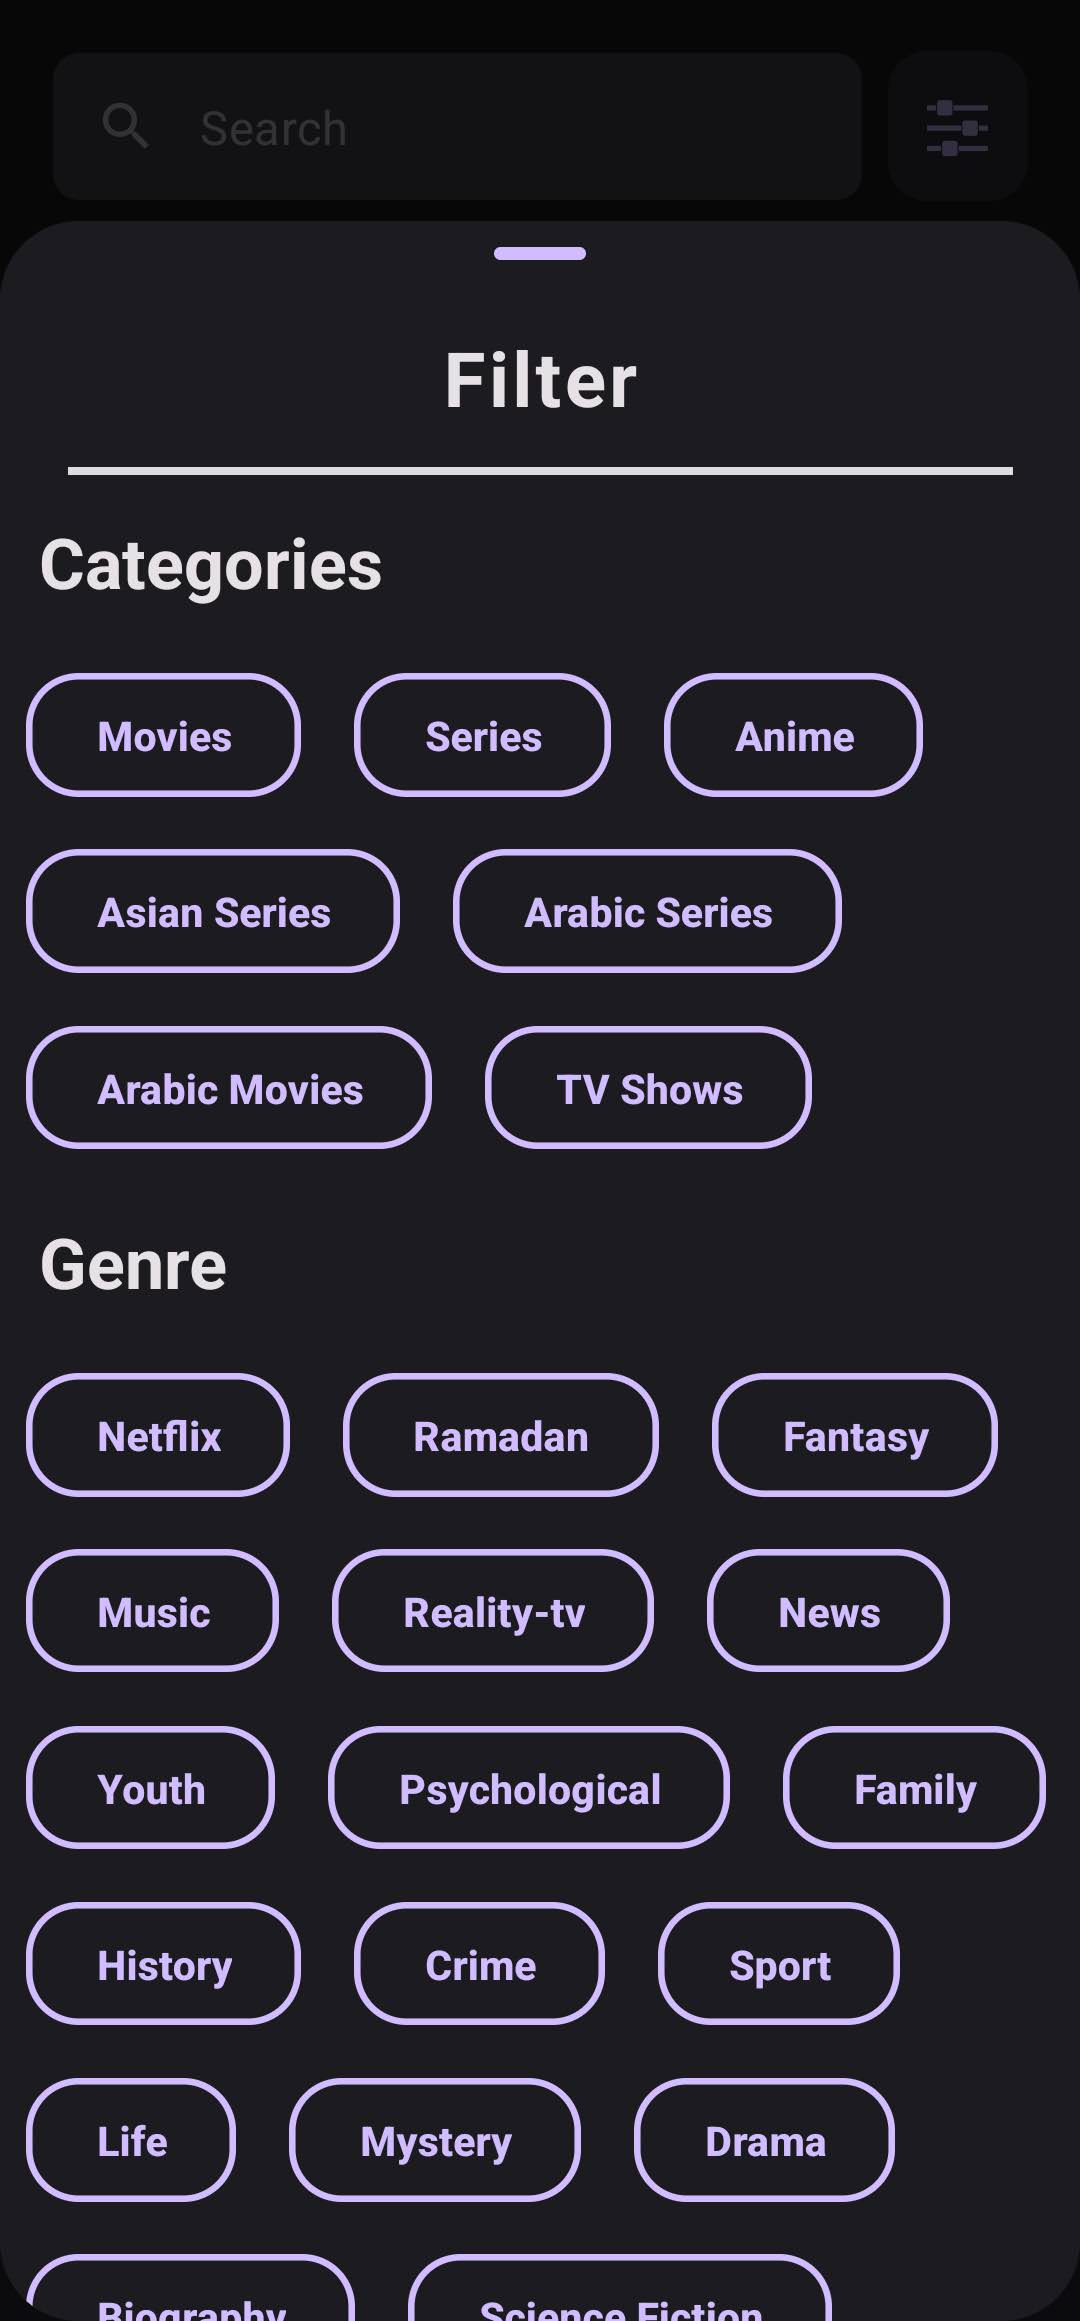 Search
Filter
Categories
Movies Series Anime
Asian Series Arabic Series
Arabic Movies TV Shows
Genre
Netflix Ramadan Fantasy
Music Reality-tv News
Youth Psychological Family
History Crime Sport
Life Mystery Drama
Biography Science Fiction